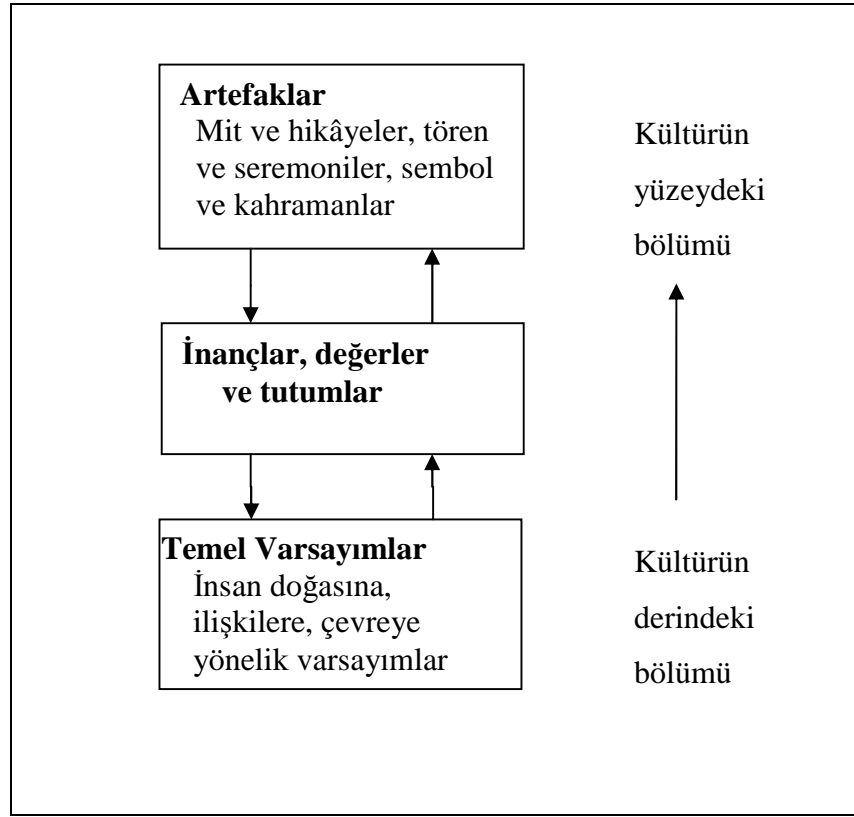 Artefaklar
Mit ve hikâyeler, tören
ve seremoniler, sembol
ve kahramanlar
Kültürün
yüzeydeki
bölümü
İnançlar, değerler
ve tutumlar
Temel Varsayımlar
İnsan doğasına,
ilişkilere, çevreye
yönelik varsayımlar
Kültürün
derindeki
bölümü